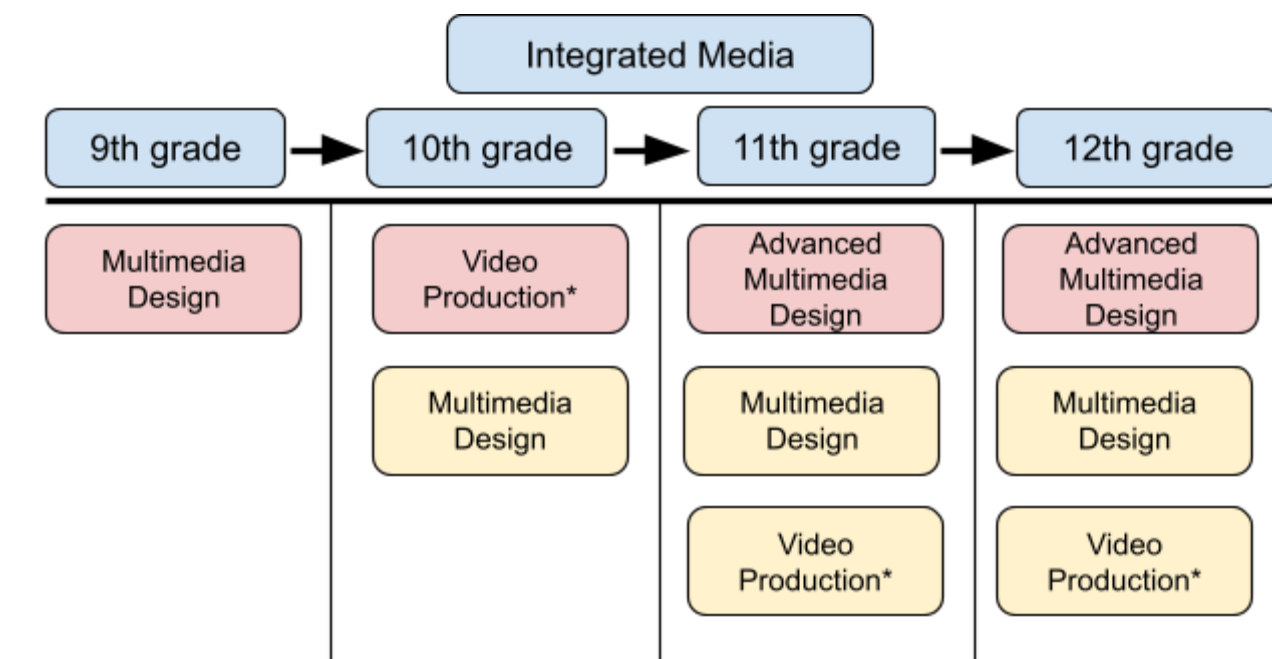 Integrated Media
9th grade
10th grade
11th grade
12th grade
Multimedia
Design
Video
Production*
Advanced
Multimedia
Design
Advanced
Multimedia
Design
Multimedia
Design
Multimedia
Design
Multimedia
Design
Video
Production*
Video
Production*